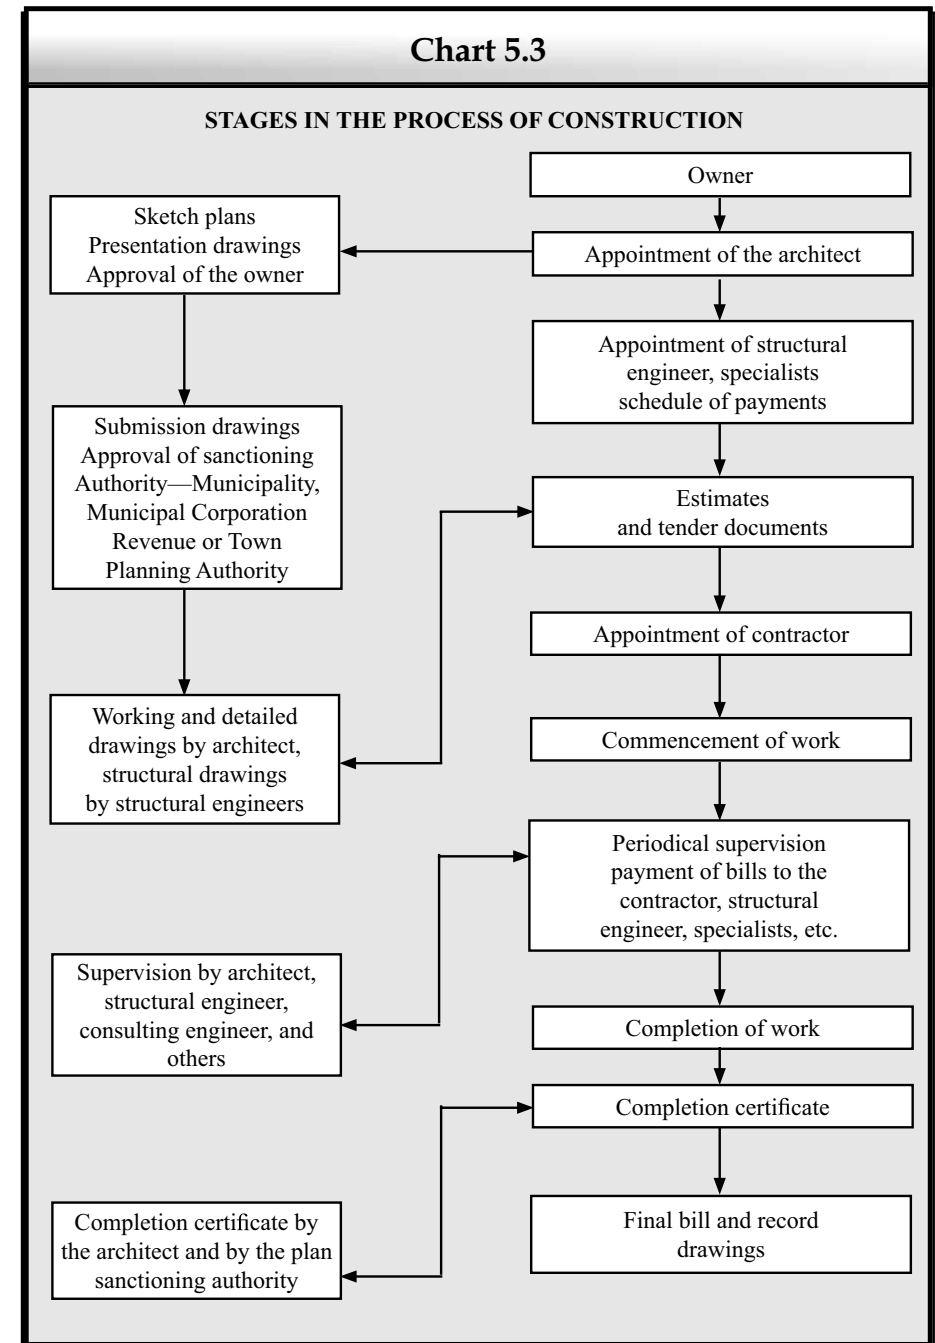 Chart 5.3
STAGES IN THE PROCESS OF CONSTRUCTION
Owner
Sketch plans
Presentation drawings
Approval of the owner
Appointment of the architect
Appointment of structural
engineer, specialists
schedule of payments
Submission drawings
Approval of sanctioning
Authority—Municipality,
Municipal Corporation
Revenue or Town
Planning Authority
Estimates
and tender documents
Appointment of contractor
Working and detailed
drawings by architect,
structural drawings
by structural engineers
Commencement of work
Periodical supervision
payment of bills to the
contractor, structural
engineer, specialists, etc.
Supervision by architect,
structural engineer,
consulting engineer, and
others
Completion of work
Completion certificate
Completion certificate by
the architect and by the plan
sanctioning authority
Final bill and record
drawings